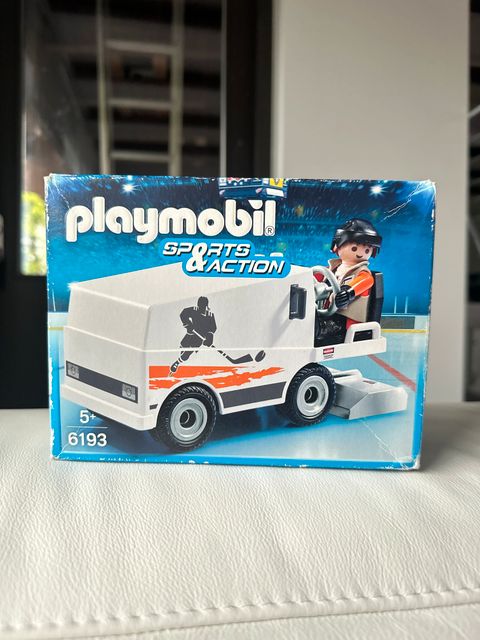 playmobil®
SPORTS
&ACTION
5+
6193